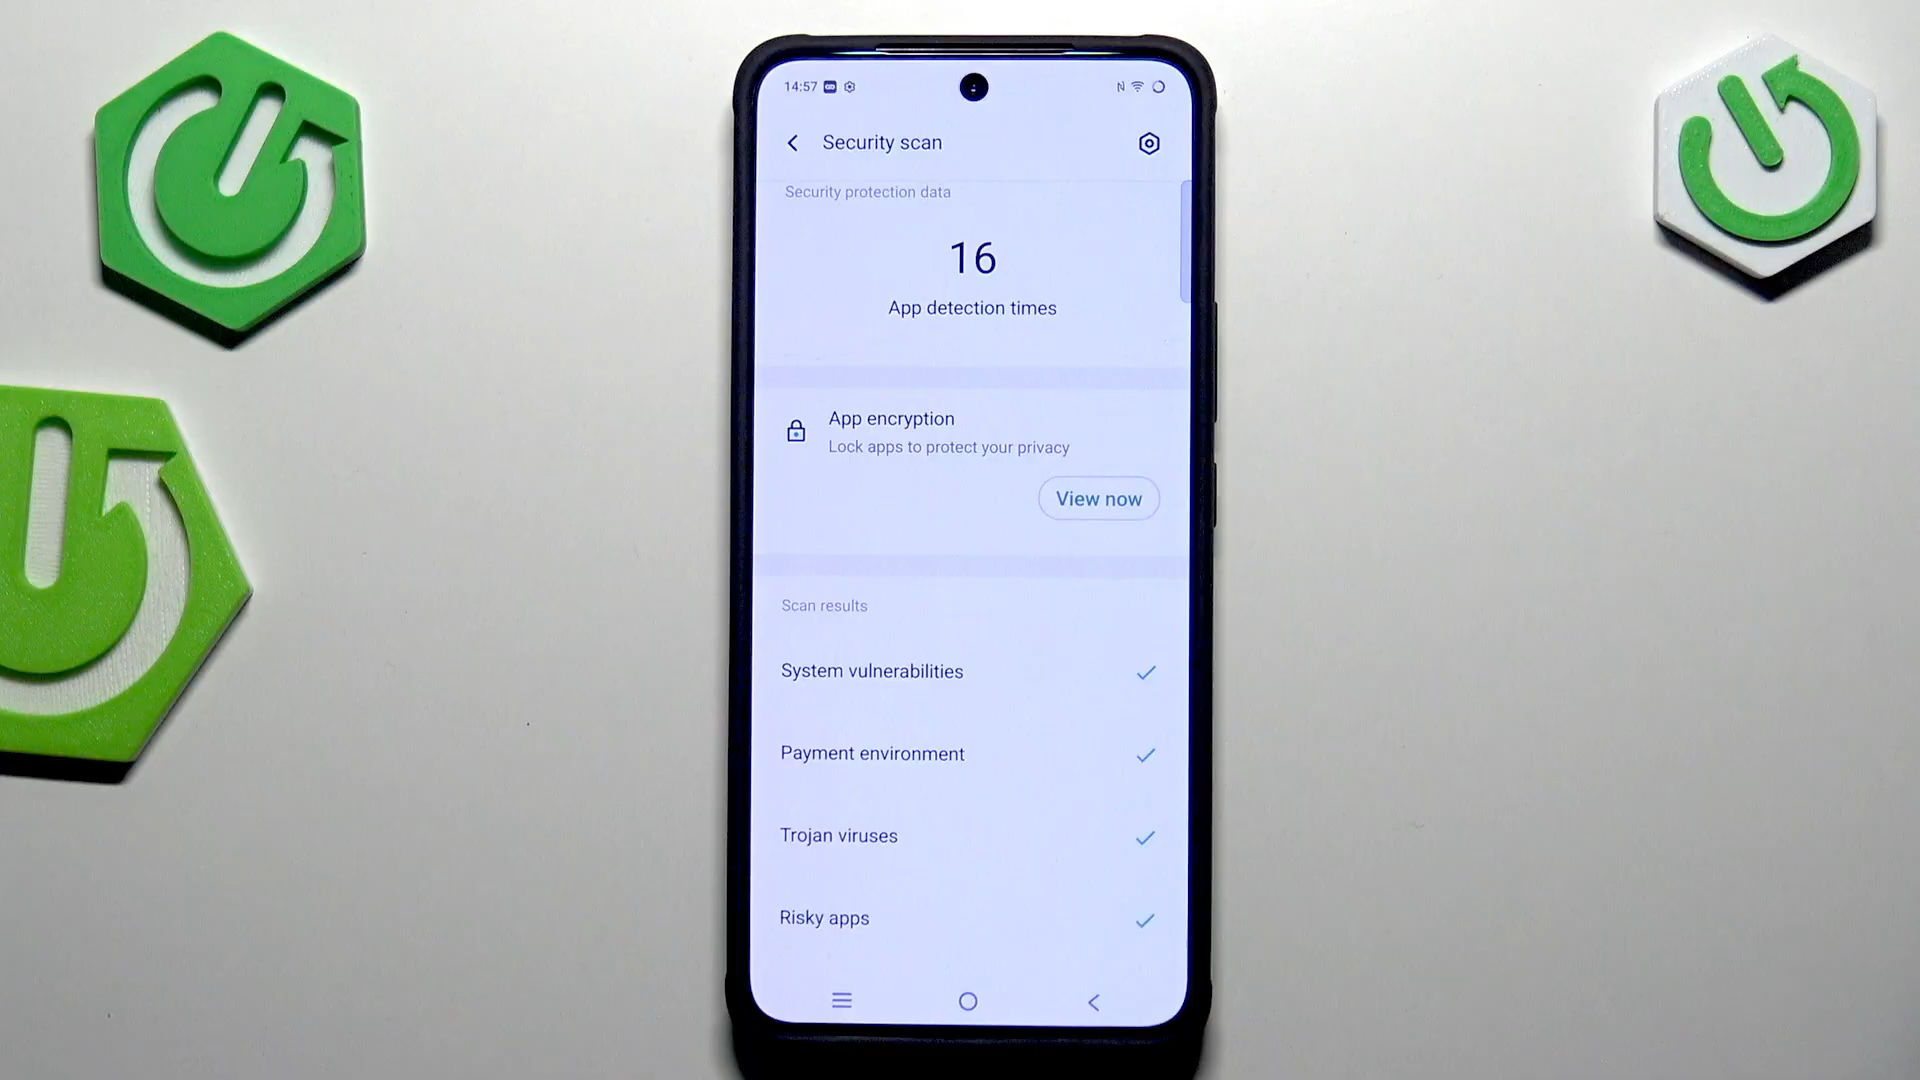 14:57
Security scan
Security protection data
16
App detection times
App encryption
Lock apps to protect your privacy
View now
Scan results
System vulnerabilities
Payment environment
Trojan viruses
Risky apps